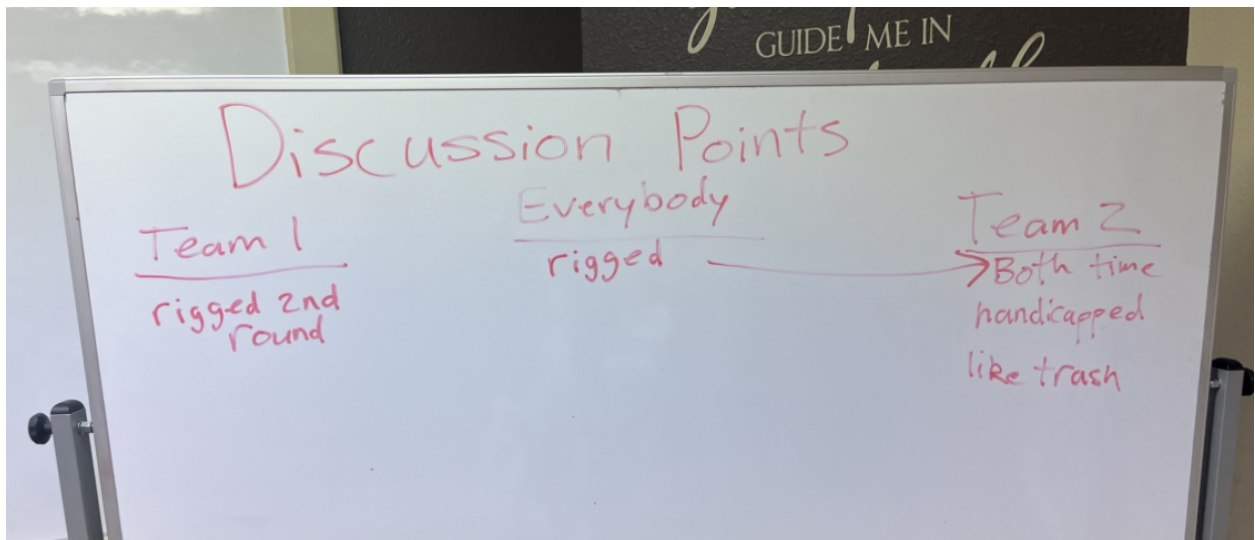 GUIDE ME IN
Discussion Points
Team 1
rigged 2nd
round
Everybody
rigged
Team 2
Both time
handicapped
like trash